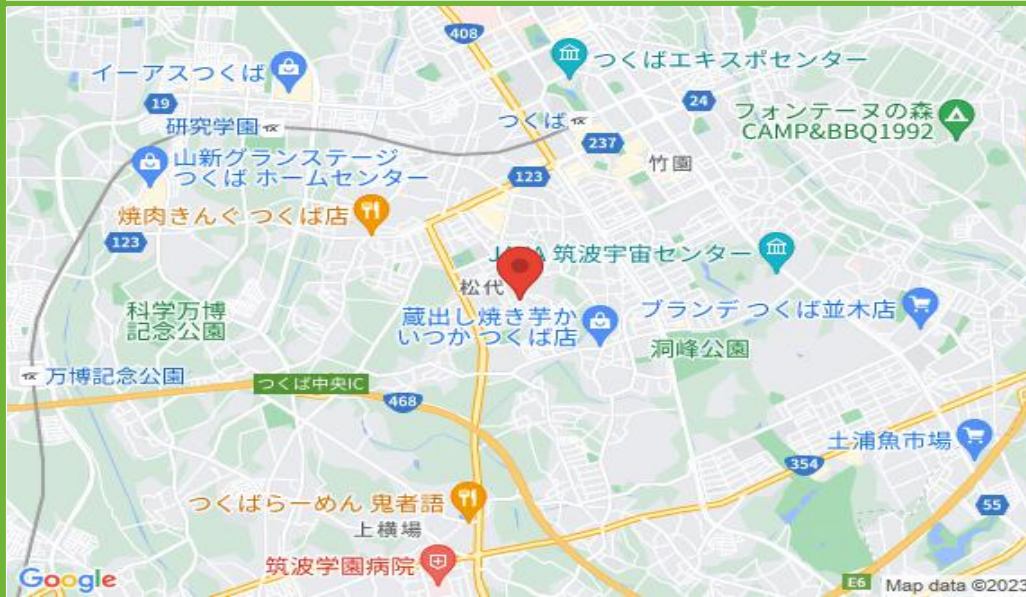 408
イーアスつくば
つくばエキスポセンター
19
24
研究学園
つくば
フォンテーヌの森
CAMP&BBQ1992
237
山新グランステージ
つくば ホームセンター
竹園
123
焼肉きんぐ つくば店
123
筑波宇宙センター
松代
科学万博
記念公園
蔵出し焼き芋か
いつか つくば店
ブランデ つくば並木店
洞峰公園
万博記念公園
つくば中央IC
468
土浦魚市場
354
つくばらーめん 鬼者語
55
上横場
筑波学園病院
Google
E6
Map data ©2023